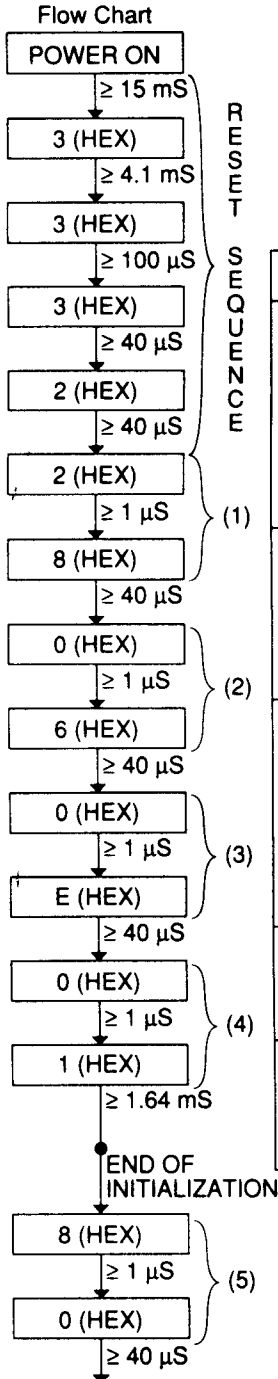 Flow Chart
POWER ON
≥ 15 mS
3 (HEX)
≥ 4.1 mS
3 (HEX)
≥ 100 µS
3 (HEX)
≥ 40 µS
2 (HEX)
≥ 40 µS
RESET SEQUENCE
2 (HEX)
≥ 1 µS
8 (HEX)
(1)
≥ 40 µS
0 (HEX)
≥ 1 µS
6 (HEX)
(2)
≥ 40 µS
0 (HEX)
≥ 1 µS
E (HEX)
(3)
≥ 40 µS
0 (HEX)
≥ 1 µS
1 (HEX)
(4)
≥ 1.64 mS
END OF
INITIALIZATION
8 (HEX)
≥ 1 µS
0 (HEX)
(5)
≥ 40 µS